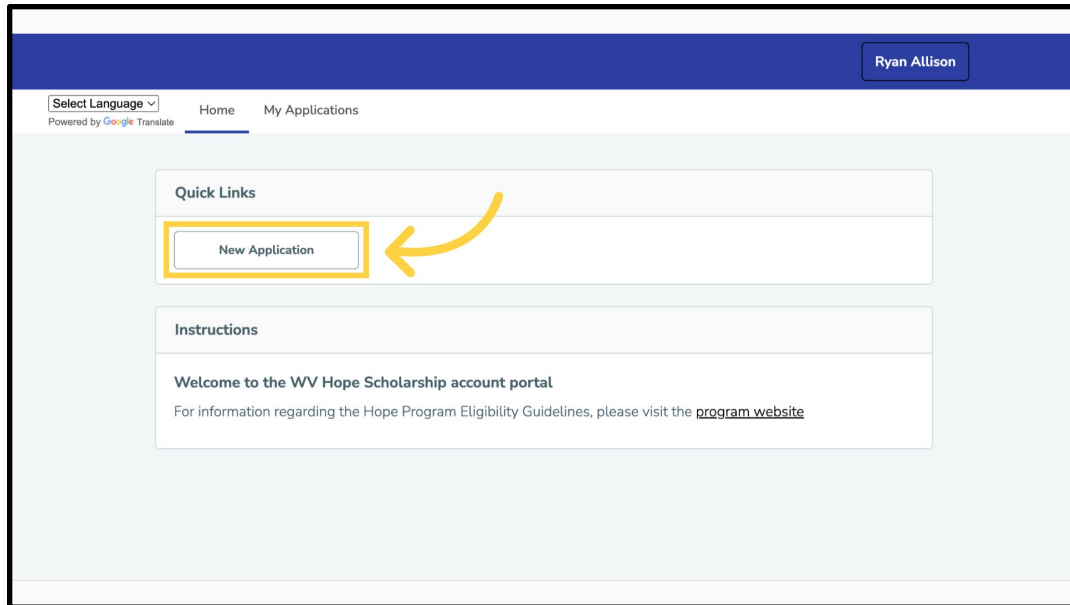 Ryan Allison
Select Language
Powered by Google Translate
Home
My Applications
Quick Links
New Application
Instructions
Welcome to the WV Hope Scholarship account portal
For information regarding the Hope Program Eligibility Guidelines, please visit the program website